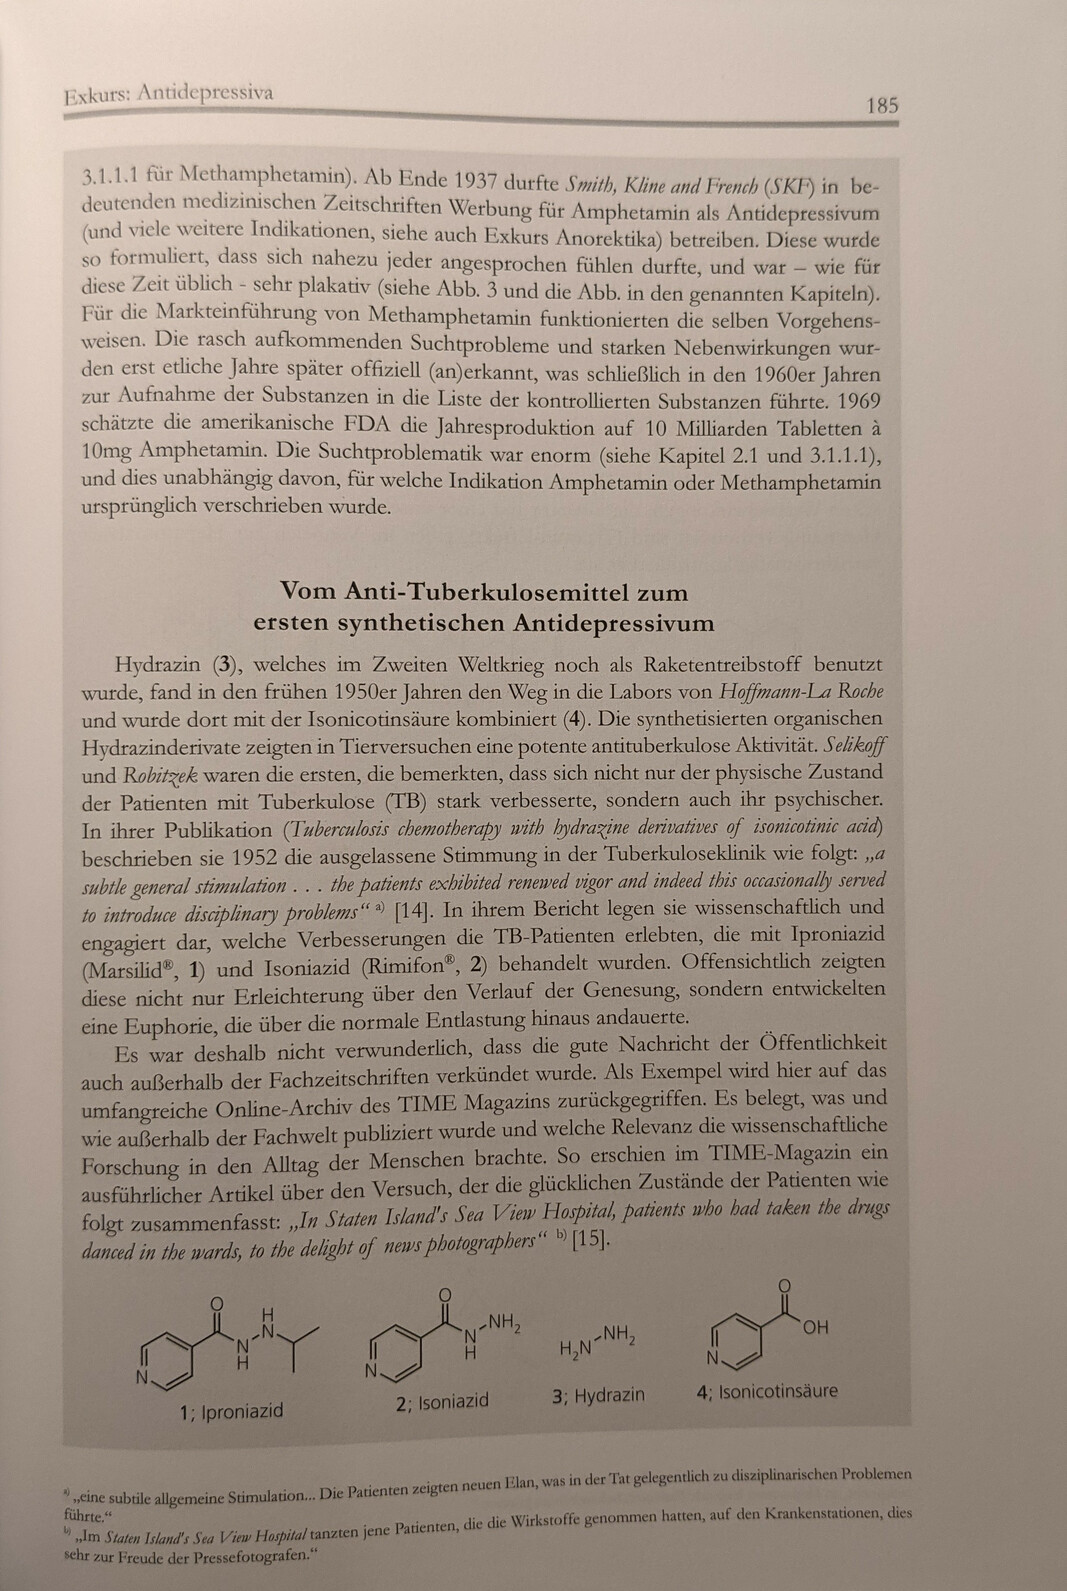 Exkurs: Antidepressiva
185
3.1.1.1 für Methamphetamin). Ab Ende 1937 durfte Smith, Kline and French (SKF) in be-
deutenden medizinischen Zeitschriften Werbung für Amphetamin als Antidepressivum
(und viele weitere Indikationen, siehe auch Exkurs Anorektika) betreiben. Diese wurde
so formuliert, dass sich nahezu jeder angesprochen fühlen durfte, und war – wie für
diese Zeit üblich - sehr plakativ (siehe Abb. 3 und die Abb. in den genannten Kapiteln).
Für die Markteinführung von Methamphetamin funktionierten die selben Vorgehens-
weisen. Die rasch aufkommenden Suchtprobleme und starken Nebenwirkungen wur-
den erst etliche Jahre später offiziell (an)erkannt, was schließlich in den 1960er Jahren
zur Aufnahme der Substanzen in die Liste der kontrollierten Substanzen führte. 1969
schätzte die amerikanische FDA die Jahresproduktion auf 10 Milliarden Tabletten à
10mg Amphetamin. Die Suchtproblematik war enorm (siehe Kapitel 2.1 und 3.1.1.1),
und dies unabhängig davon, für welche Indikation Amphetamin oder Methamphetamin
ursprünglich verschrieben wurde.
Vom Anti-Tuberkulosemittel zum
ersten synthetischen Antidepressivum
Hydrazin (3), welches im Zweiten Weltkrieg noch als Raketentreibstoff benutzt
wurde, fand in den frühen 1950er Jahren den Weg in die Labors von Hoffmann-La Roche
und wurde dort mit der Isonicotinsäure kombiniert (4). Die synthetisierten organischen
Hydrazinderivate zeigten in Tierversuchen eine potente antituberkulose Aktivität. Selikoff
und Robitzek waren die ersten, die bemerkten, dass sich nicht nur der physische Zustand
der Patienten mit Tuberkulose (TB) stark verbesserte, sondern auch ihr psychischer.
In ihrer Publikation (Tuberculosis chemotherapy with hydrazine derivatives of isonicotinic acid)
beschrieben sie 1952 die ausgelassene Stimmung in der Tuberkuloseklinik wie folgt: „a
subtle general stimulation . . . the patients exhibited renewed vigor and indeed this occasionally served
to introduce disciplinary problems“ a) [14]. In ihrem Bericht legen sie wissenschaftlich und
engagiert dar, welche Verbesserungen die TB-Patienten erlebten, die mit Iproniazid
(Marsilid®, 1) und Isoniazid (Rimifon®, 2) behandelt wurden. Offensichtlich zeigten
diese nicht nur Erleichterung über den Verlauf der Genesung, sondern entwickelten
eine Euphorie, die über die normale Entlastung hinaus andauerte.
Es war deshalb nicht verwunderlich, dass die gute Nachricht der Öffentlichkeit
auch außerhalb der Fachzeitschriften verkündet wurde. Als Exempel wird hier auf das
umfangreiche Online-Archiv des TIME Magazins zurückgegriffen. Es belegt, was und
wie außerhalb der Fachwelt publiziert wurde und welche Relevanz die wissenschaftliche
Forschung in den Alltag der Menschen brachte. So erschien im TIME-Magazin ein
ausführlicher Artikel über den Versuch, der die glücklichen Zustände der Patienten wie
folgt zusammenfasst: „In Staten Island's Sea View Hospital, patients who had taken the drugs
danced in the wards, to the delight of news photographers“ b) [15].
O
H
N
N
H
N
O
NH2
N
H
N
NH2
H2N
O
OH
N
1; Iproniazid
2; Isoniazid
3; Hydrazin
4; Isonicotinsäure
a) „eine subtile allgemeine Stimulation... Die Patienten zeigten neuen Elan, was in der Tat gelegentlich zu disziplinarischen Problemen
führte.“
b) „Im Staten Island's Sea View Hospital tanzten jene Patienten, die die Wirkstoffe genommen hatten, auf den Krankenstationen, dies
sehr zur Freude der Pressefotografen.“